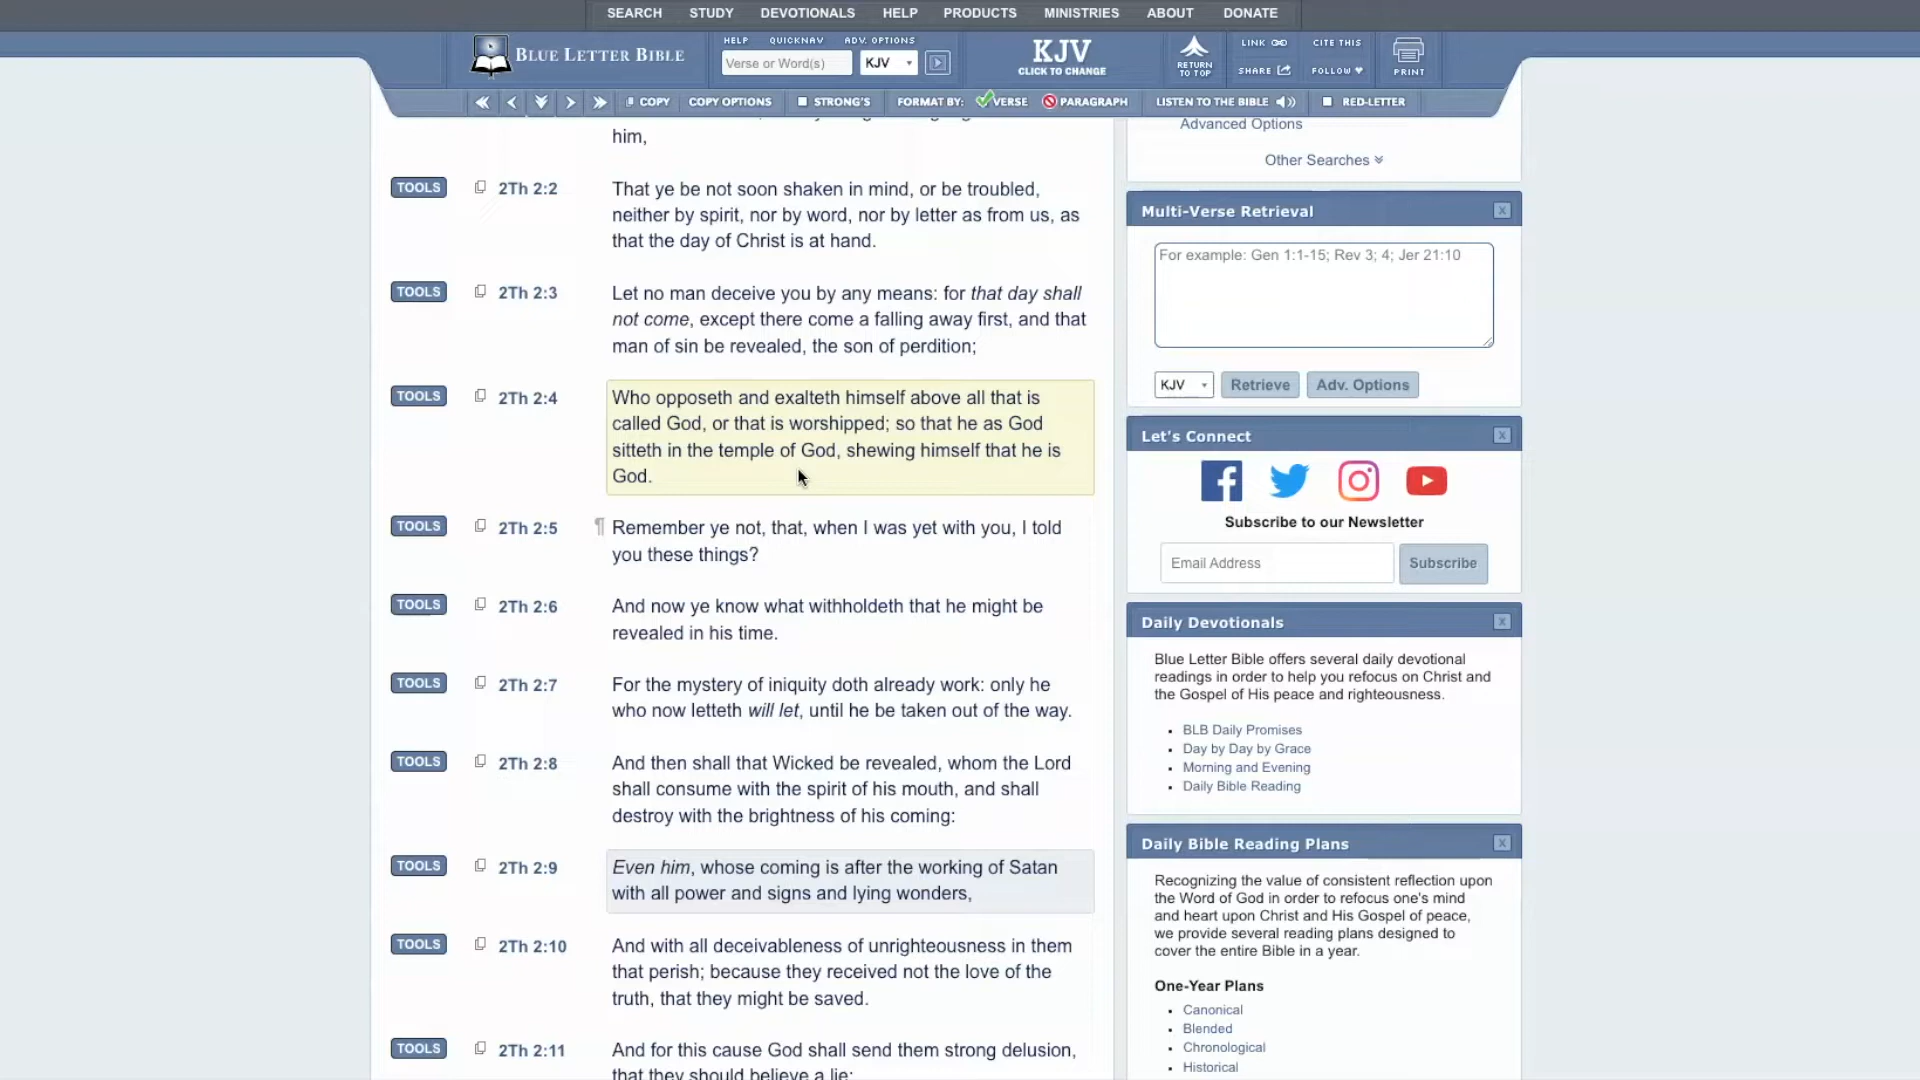 SEARCH STUDY DEVOTIONALS HELP PRODUCTS MINISTRIES ABOUT DONATE
BLUE LETTER BIBLE
HELP QUICKNAV ADV. OPTIONS
Verse or Word(s) KJV
KJV
CLICK TO CHANGE
RETURN
TO TOP
LINK CITE THIS
SHARE FOLLOW
PRINT
COPY COPY OPTIONS STRONG'S FORMAT BY: VERSE PARAGRAPH LISTEN TO THE BIBLE RED-LETTER
him,
TOOLS 2Th 2:2 That ye be not soon shaken in mind, or be troubled,
neither by spirit, nor by word, nor by letter as from us, as
that the day of Christ is at hand.
TOOLS 2Th 2:3 Let no man deceive you by any means: for that day shall
not come, except there come a falling away first, and that
man of sin be revealed, the son of perdition;
TOOLS 2Th 2:4 Who opposeth and exalteth himself above all that is
called God, or that is worshipped; so that he as God
sitteth in the temple of God, shewing himself that he is
God.
TOOLS 2Th 2:5 ¶ Remember ye not, that, when I was yet with you, I told
you these things?
TOOLS 2Th 2:6 And now ye know what withholdeth that he might be
revealed in his time.
TOOLS 2Th 2:7 For the mystery of iniquity doth already work: only he
who now letteth will let, until he be taken out of the way.
TOOLS 2Th 2:8 And then shall that Wicked be revealed, whom the Lord
shall consume with the spirit of his mouth, and shall
destroy with the brightness of his coming:
TOOLS 2Th 2:9 Even him, whose coming is after the working of Satan
with all power and signs and lying wonders,
TOOLS 2Th 2:10 And with all deceivableness of unrighteousness in them
that perish; because they received not the love of the
truth, that they might be saved.
TOOLS 2Th 2:11 And for this cause God shall send them strong delusion,
that they should believe a lie:
Advanced Options
Other Searches
Multi-Verse Retrieval x
For example: Gen 1:1-15; Rev 3; 4; Jer 21:10
KJV Retrieve Adv. Options
Let's Connect x
Subscribe to our Newsletter
Email Address Subscribe
Daily Devotionals x
Blue Letter Bible offers several daily devotional
readings in order to help you refocus on Christ and
the Gospel of His peace and righteousness.
BLB Daily Promises
Day by Day by Grace
Morning and Evening
Daily Bible Reading
Daily Bible Reading Plans x
Recognizing the value of consistent reflection upon
the Word of God in order to refocus one's mind
and heart upon Christ and His Gospel of peace,
we provide several reading plans designed to
cover the entire Bible in a year.
One-Year Plans
Canonical
Blended
Chronological
Historical